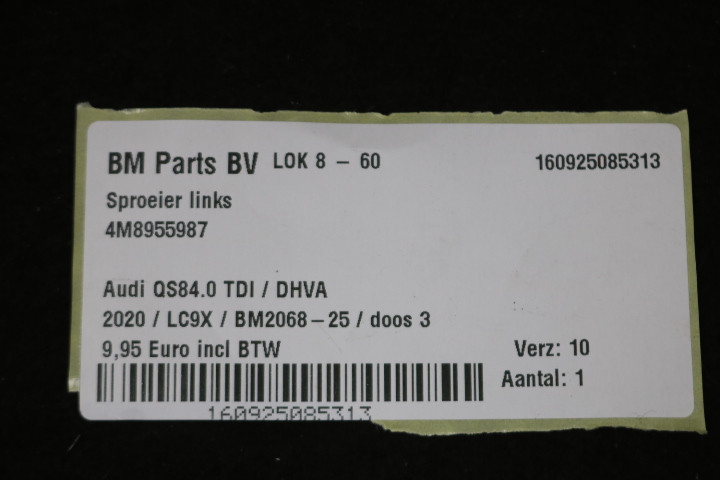 BM Parts BV LOK 8 - 60 160925085313
Sproeier links
4M8955987
Audi QS84.0 TDI / DHVA
2020 / LC9X / BM2068-25 / doos 3
9,95 Euro incl BTW Verz: 10
Aantal: 1
160925085313